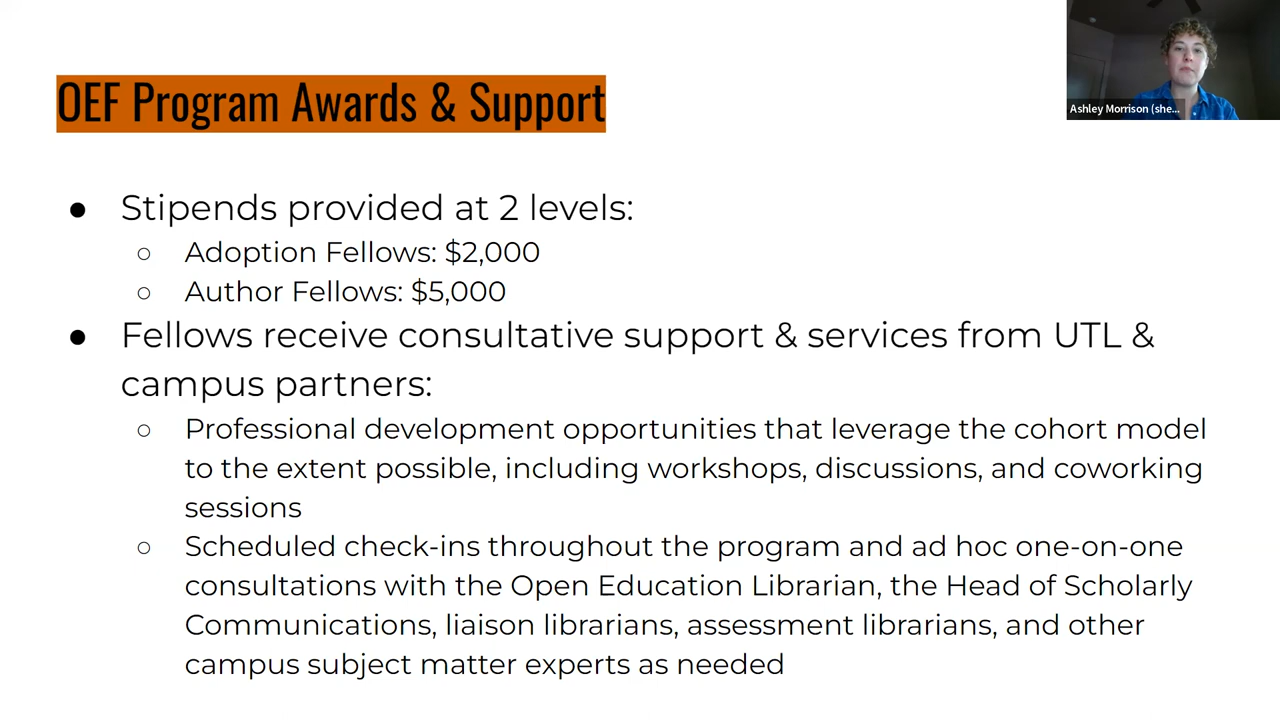 OEF Program Awards & Support
Ashley Morrison (she...
● Stipends provided at 2 levels:
○ Adoption Fellows: $2,000
○ Author Fellows: $5,000
● Fellows receive consultative support & services from UTL &
campus partners:
○ Professional development opportunities that leverage the cohort model
to the extent possible, including workshops, discussions, and coworking
sessions
○ Scheduled check-ins throughout the program and ad hoc one-on-one
consultations with the Open Education Librarian, the Head of Scholarly
Communications, liaison librarians, assessment librarians, and other
campus subject matter experts as needed